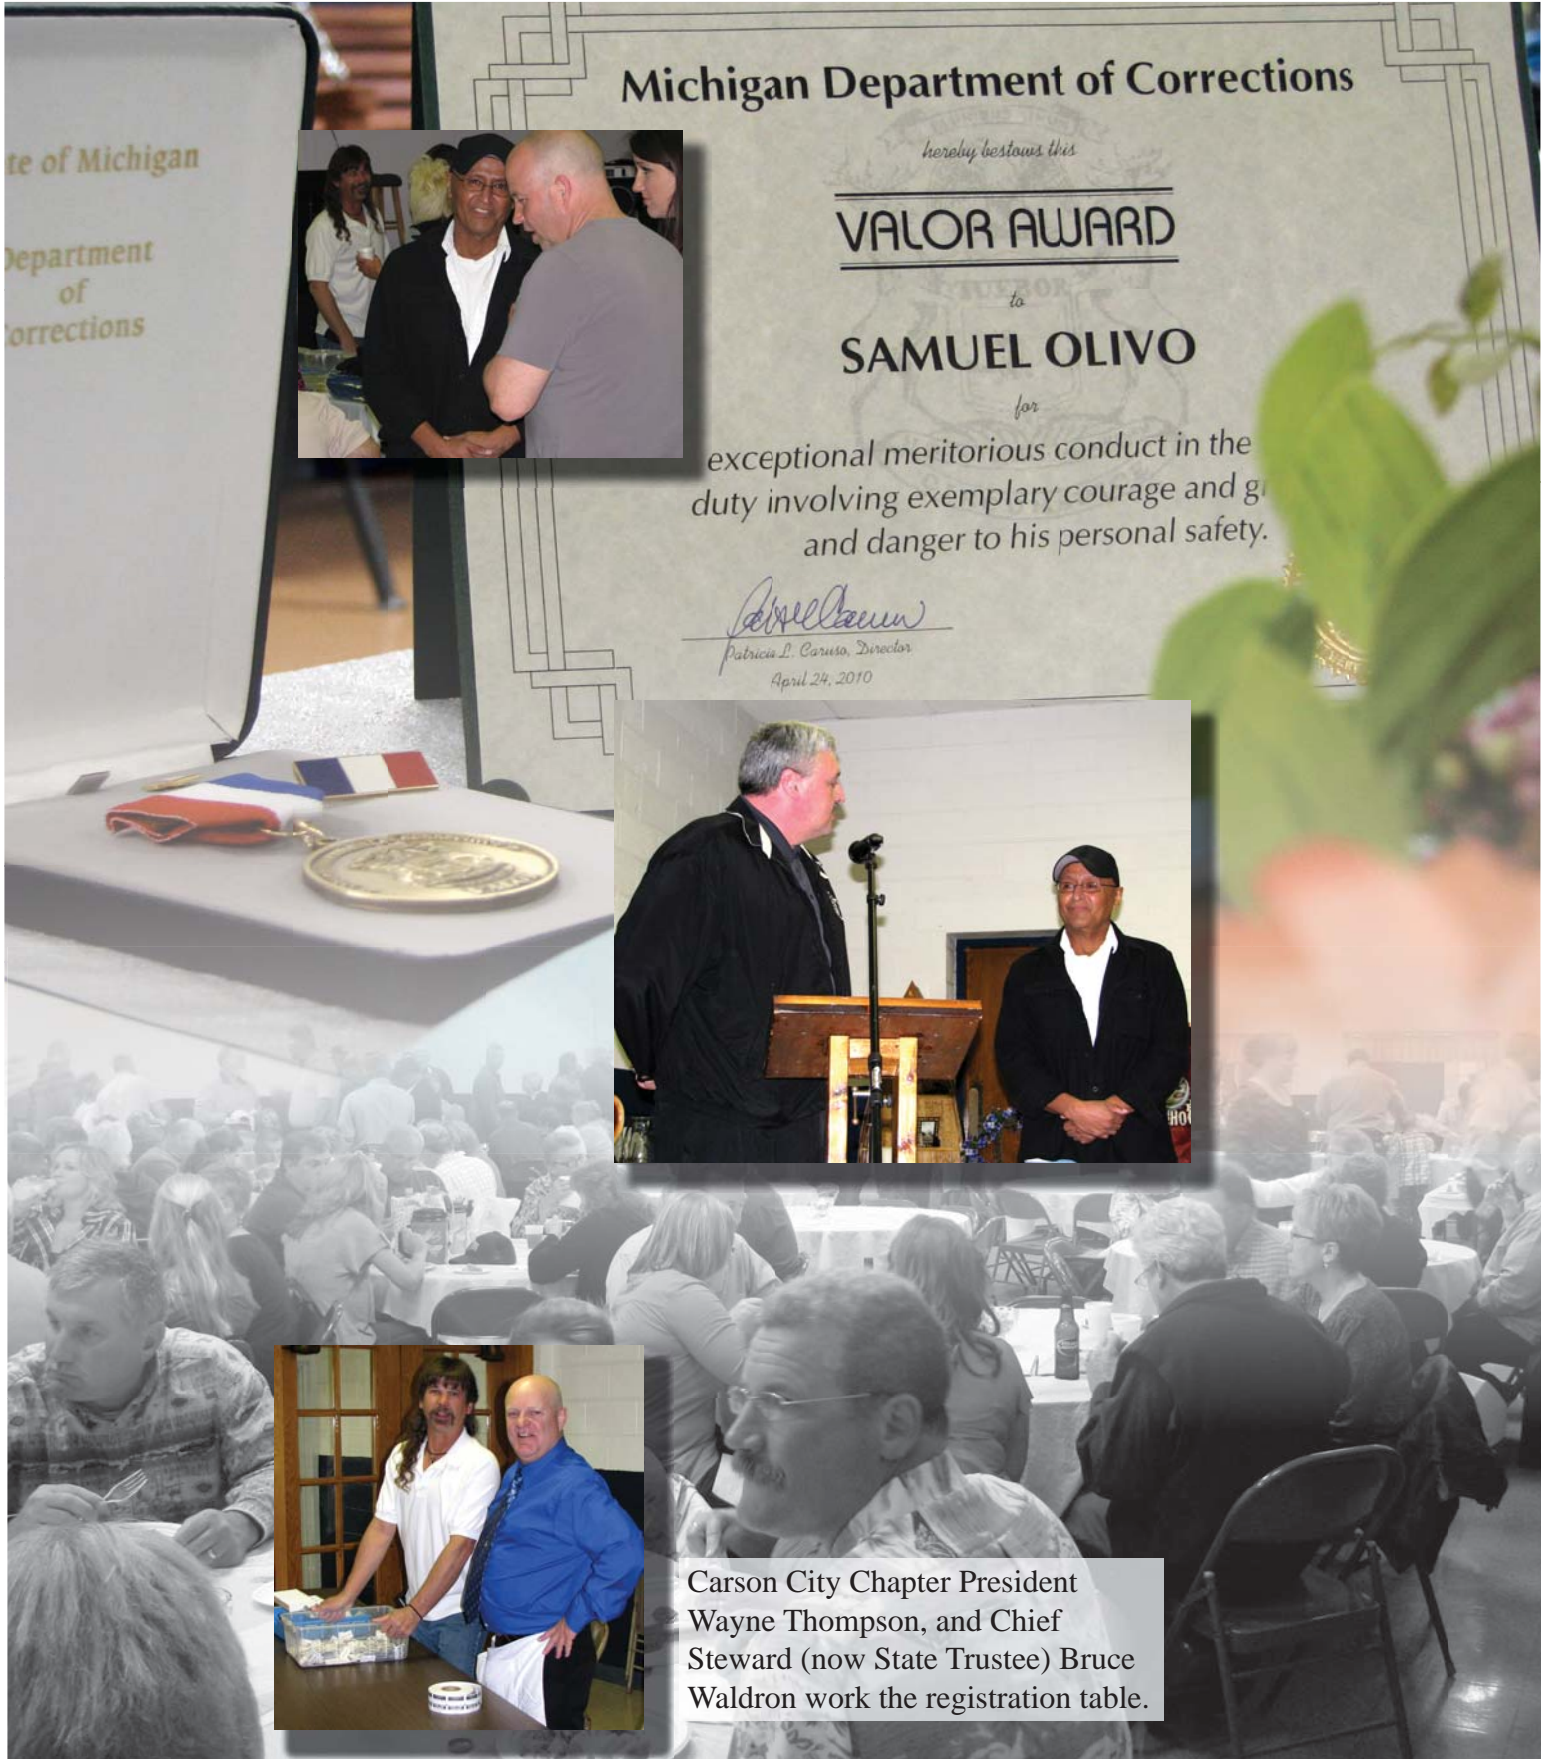 te of Michigan
Department
of
orrections
Michigan Department of Corrections
hereby bestows this
VALOR AWARD
to
SAMUEL OLIVO
for
exceptional meritorious conduct in the
duty involving exemplary courage and
and danger to his personal safety.
Patricia L. Caruso, Director
April 24, 2010
Carson City Chapter President
Wayne Thompson, and Chief
Steward (now State Trustee) Bruce
Waldron work the registration table.